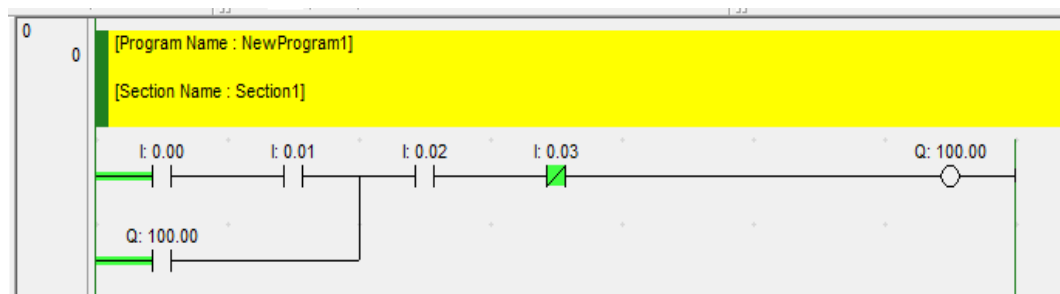 0
0
[Program Name : NewProgram1]
[Section Name : Section1]
I: 0.00 I: 0.01 I: 0.02 I: 0.03 Q: 100.00
Q: 100.00